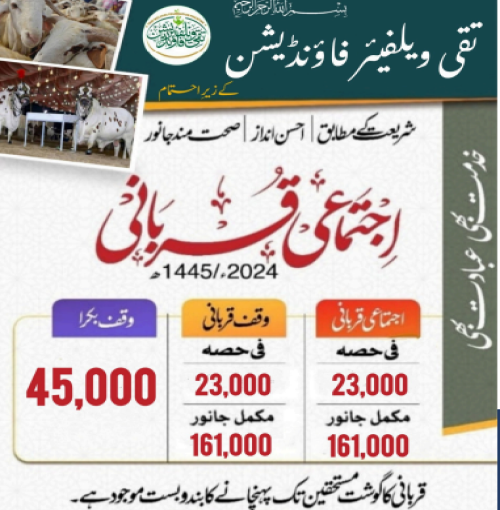 بسم اللہ الرحمن الرحیم
تقی ویلفیئر فاؤنڈیشن
کے زیر اہتمام
شریعت کے مطابق | احسن انداز | صحت مند جانور
اجتماعی قربانی
2024ء/1445ھ
خدمت بھی عبادت بھی
اجتماعی قربانی
فی حصہ
23,000
مکمل جانور
161,000
وقف قربانی
فی حصہ
23,000
مکمل جانور
161,000
وقف بکرا
45,000
قربانی کا گوشت مستحقین تک پہنچانے کا بندوبست موجود ہے۔